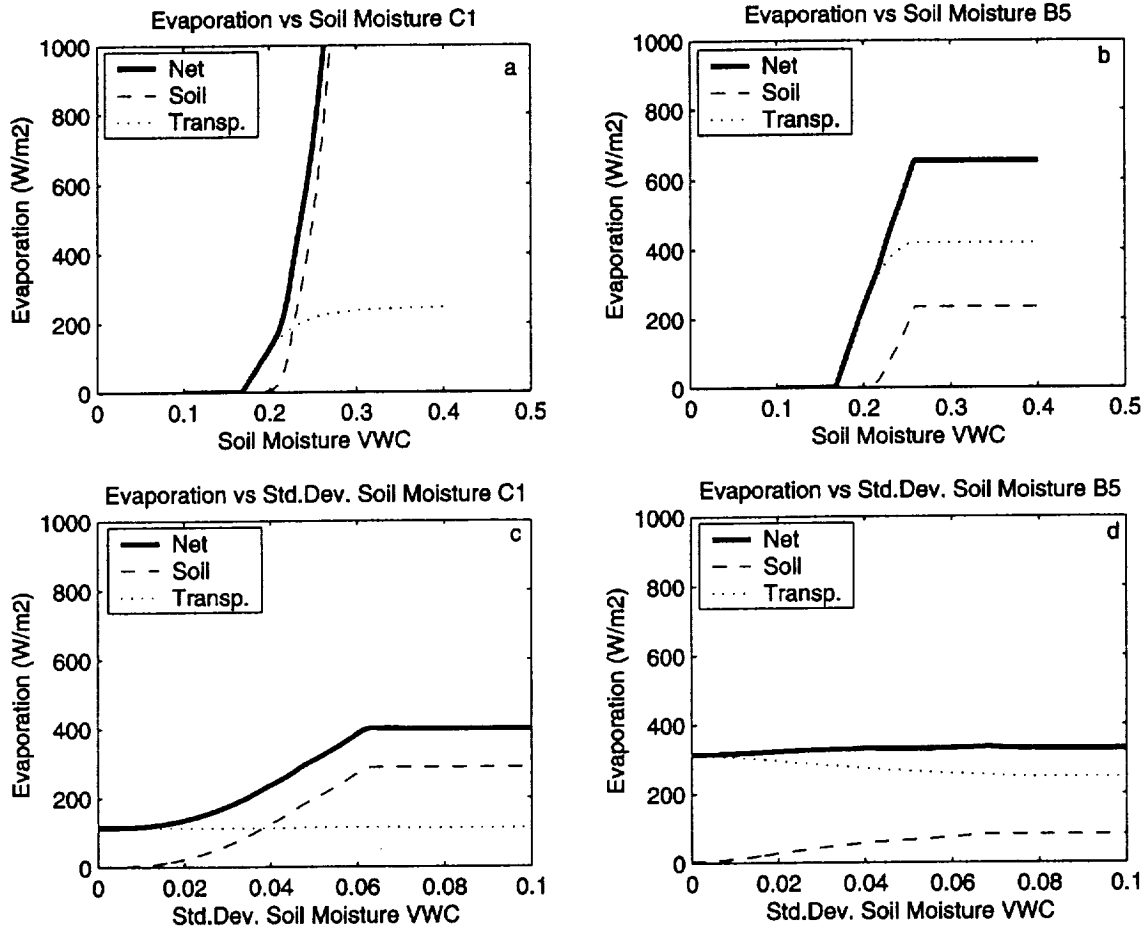 Evaporation vs Soil Moisture C1
1000
800
600
400
200
0
Evaporation (W/m2)
Net
Soil
Transp.
a
0 0.1 0.2 0.3 0.4 0.5
Soil Moisture VWC
Evaporation vs Soil Moisture B5
1000
800
600
400
200
0
Evaporation (W/m2)
Net
Soil
Transp.
b
0 0.1 0.2 0.3 0.4 0.5
Soil Moisture VWC
Evaporation vs Std.Dev. Soil Moisture C1
1000
800
600
400
200
0
Evaporation (W/m2)
Net
Soil
Transp.
c
0 0.02 0.04 0.06 0.08 0.1
Std.Dev. Soil Moisture VWC
Evaporation vs Std.Dev. Soil Moisture B5
1000
800
600
400
200
0
Evaporation (W/m2)
Net
Soil
Transp.
d
0 0.02 0.04 0.06 0.08 0.1
Std.Dev. Soil Moisture VWC